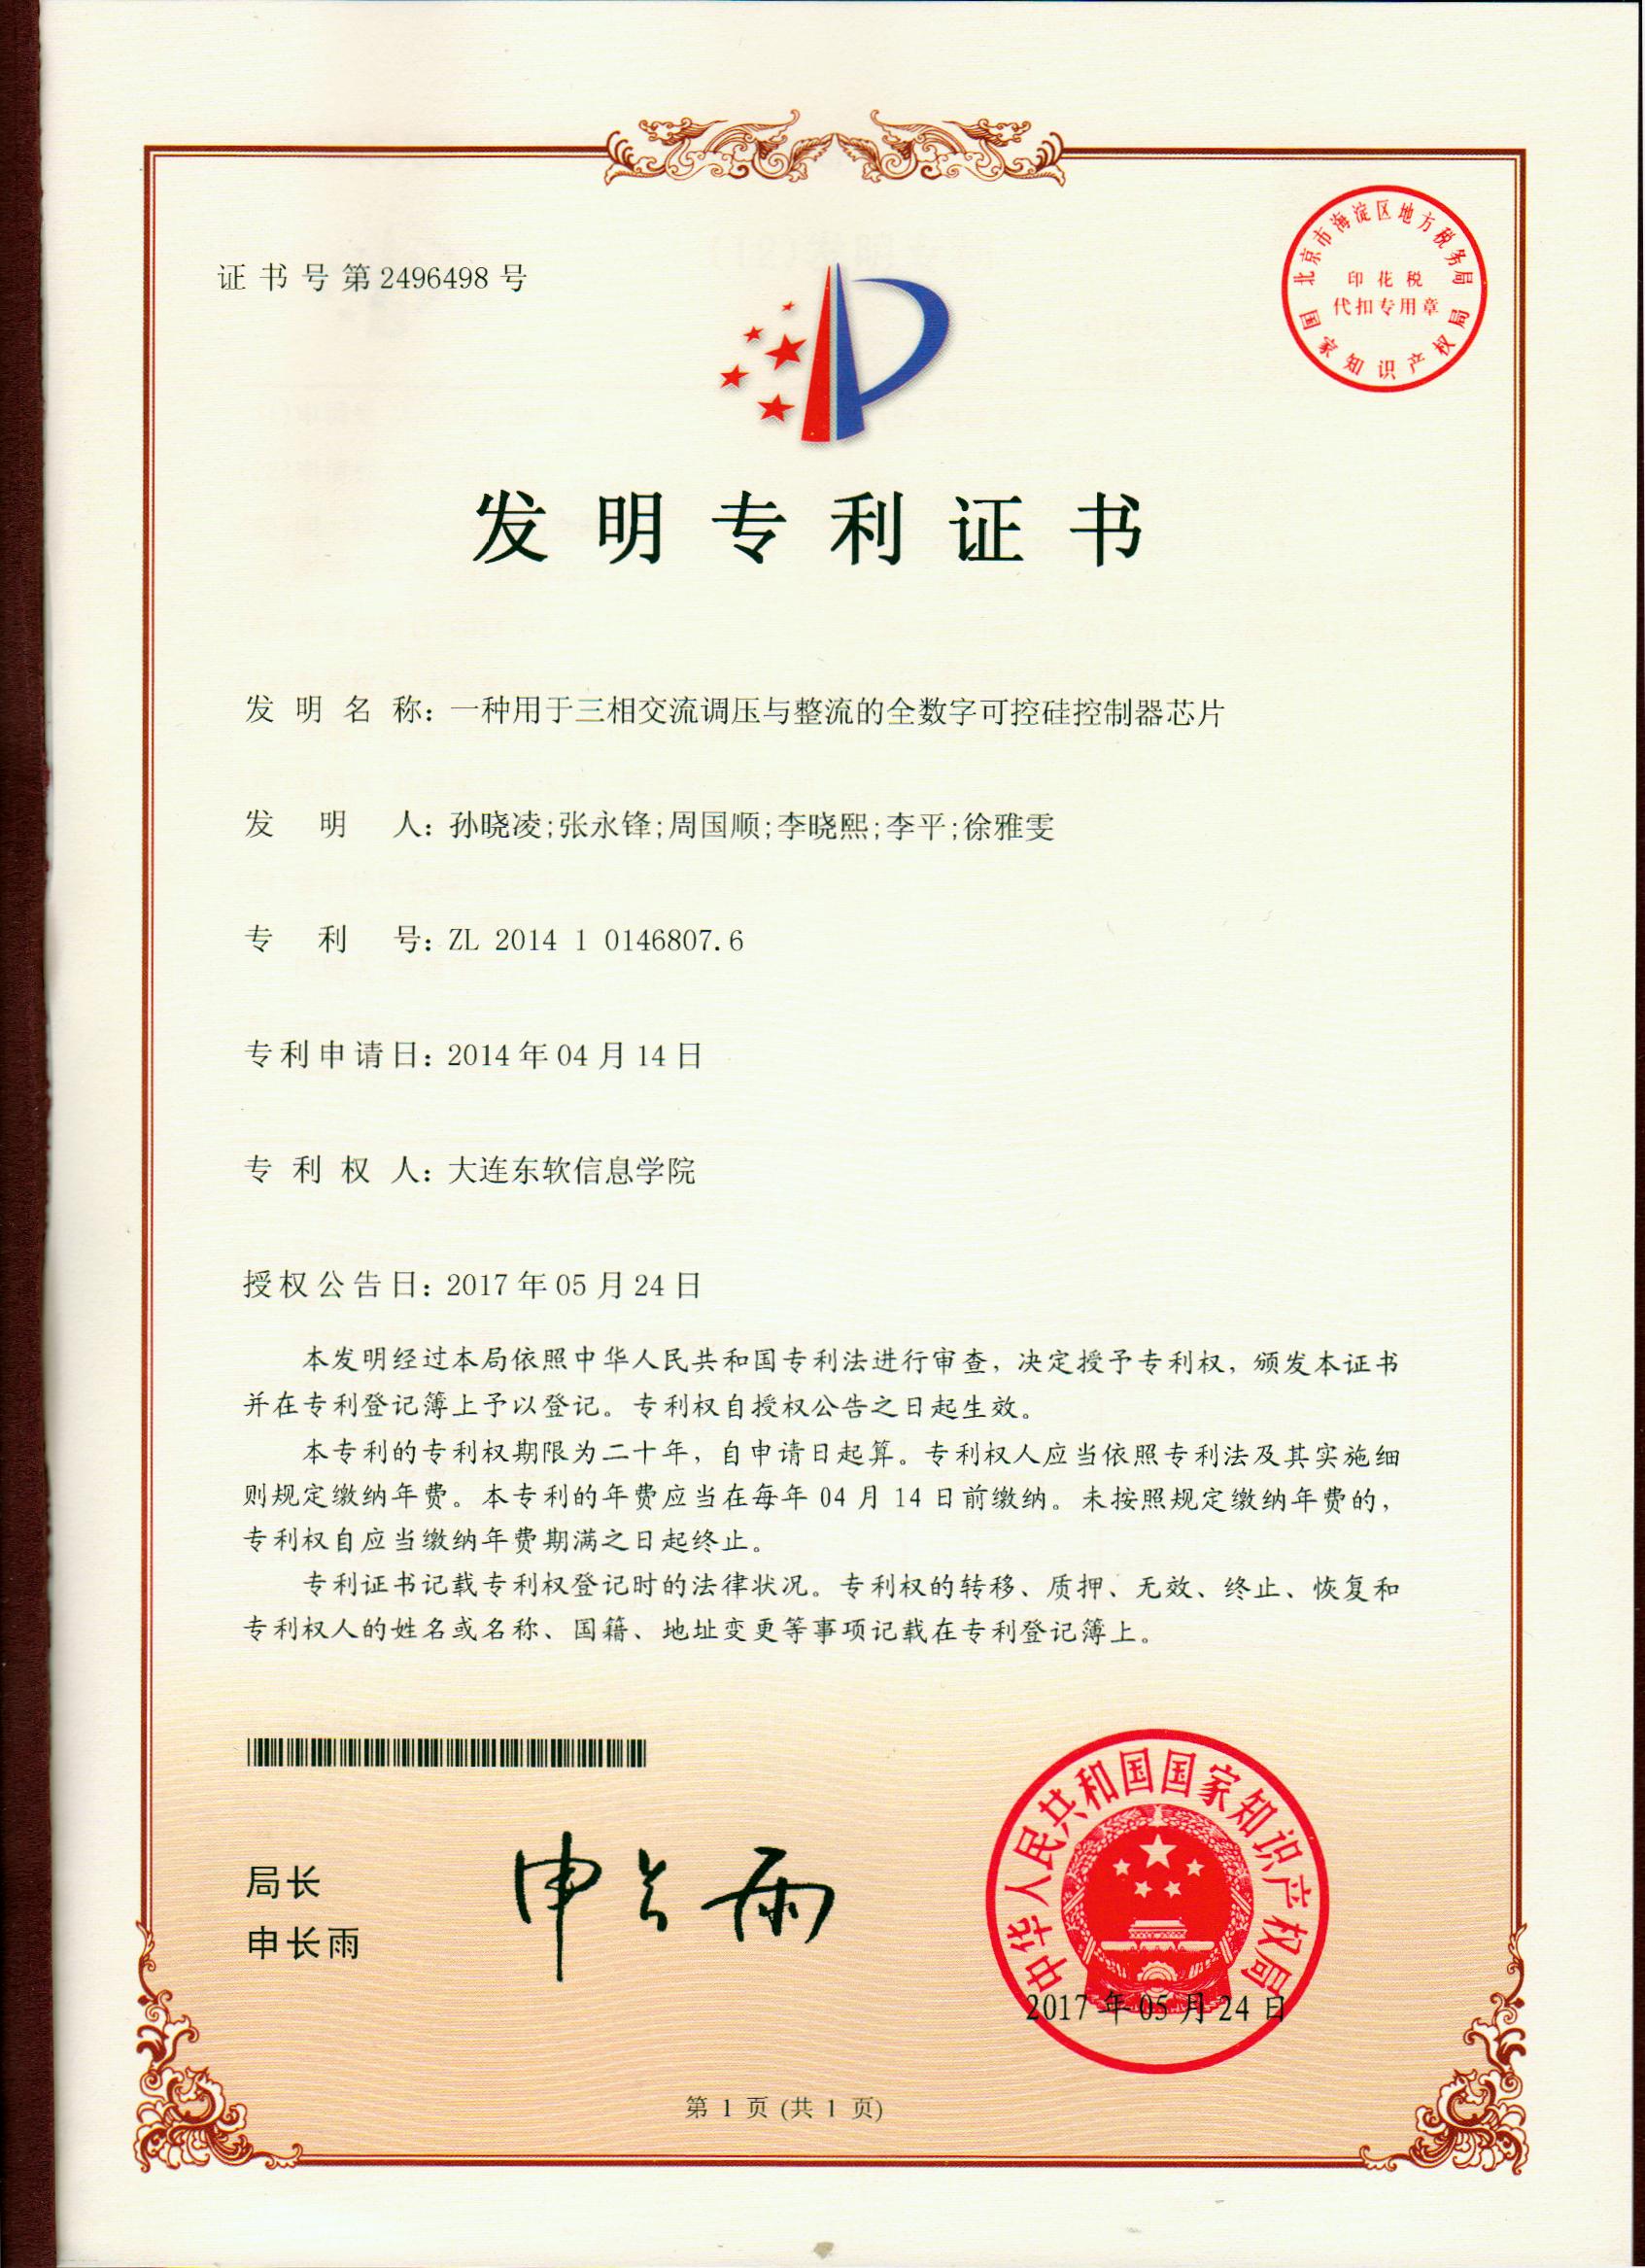 证书号第2496498号
北京市海淀区地方税务局
印花税
代扣专用章
国家知识产权局
发明专利证书
发明名称：一种用于三相交流调压与整流的全数字可控硅控制器芯片
发明人：孙晓凌;张永锋;周国顺;李晓熙;李平;徐雅雯
专利号：ZL 2014 1 0146807.6
专利申请日：2014年04月14日
专利权人：大连东软信息学院
授权公告日：2017年05月24日
本发明经过本局依照中华人民共和国专利法进行审查，决定授予专利权，颁发本证书
并在专利登记簿上予以登记。专利权自授权公告之日起生效。
本专利的专利权期限为二十年，自申请日起算。专利权人应当依照专利法及其实施细
则规定缴纳年费。本专利的年费应当在每年04月14日前缴纳。未按照规定缴纳年费的，
专利权自应当缴纳年费期满之日起终止。
专利证书记载专利权登记时的法律状况。专利权的转移、质押、无效、终止、恢复和
专利权人的姓名或名称、国籍、地址变更等事项记载在专利登记簿上。
局长
申长雨
申长雨
中华人民共和国国家知识产权局
2017年05月24日
第 1 页 (共 1 页)